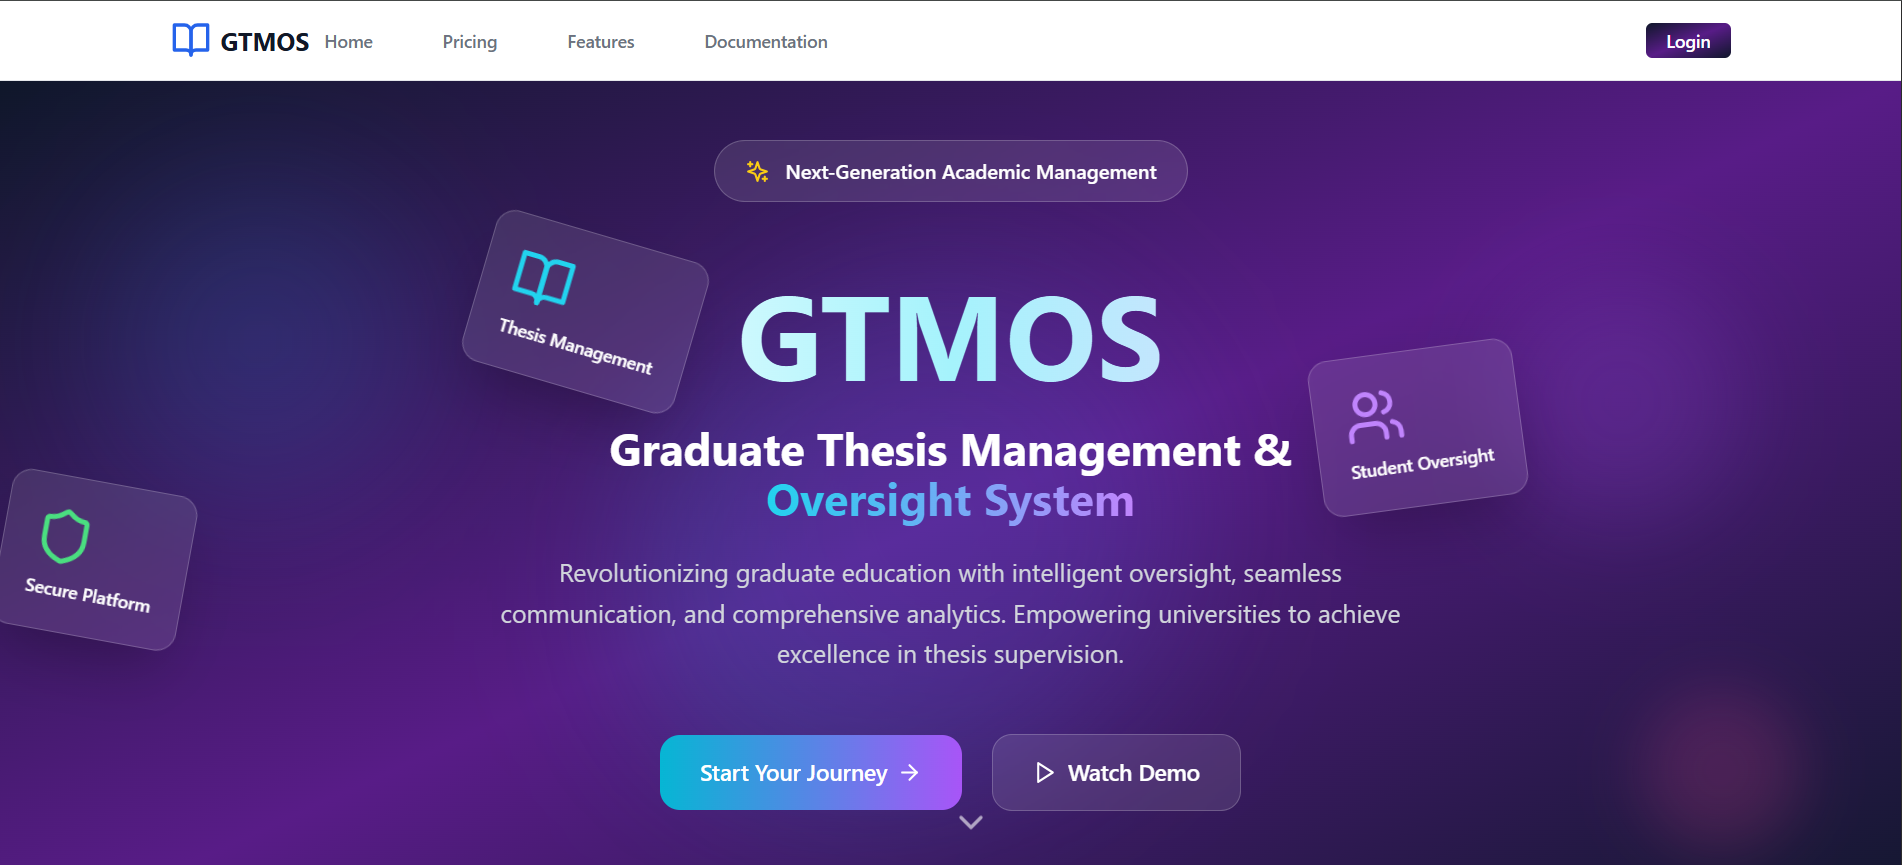 GTMOS
Home
Pricing
Features
Documentation
Login
Next-Generation Academic Management
Thesis Management
GTMOS
Student Oversight
Graduate Thesis Management &
Oversight System
Secure Platform
Revolutionizing graduate education with intelligent oversight, seamless
communication, and comprehensive analytics. Empowering universities to achieve
excellence in thesis supervision.
Start Your Journey →
Watch Demo